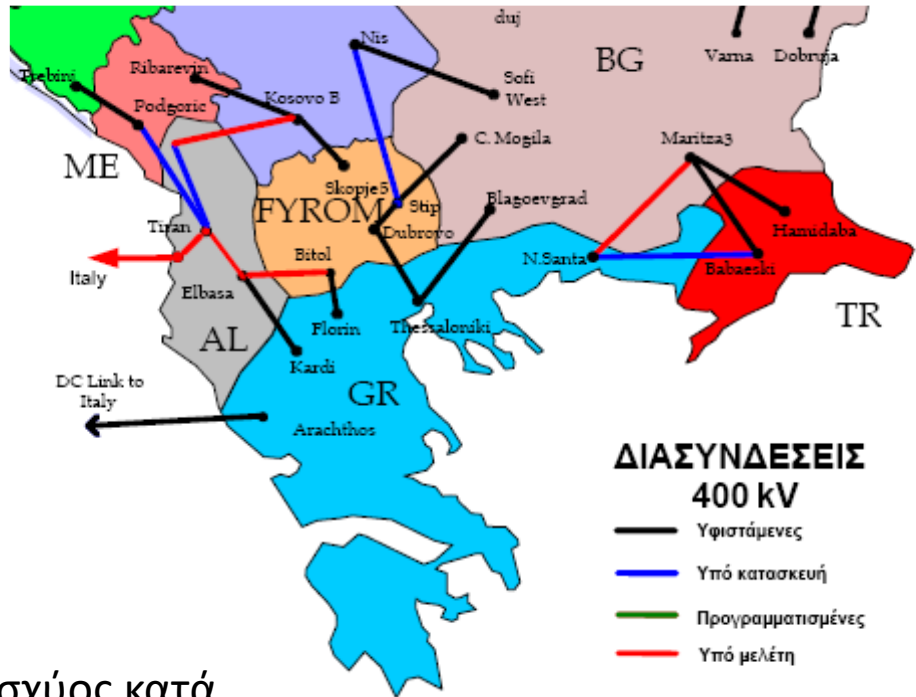 duj
Nis
BG
Varna
Dobruja
Trebinj
Ribarevin
Sofi
West
Podgoric
Kosovo B
C. Mogila
Maritza3
ME
Skopje5
FYROM
Stip
Blagoevgrad
Tiran
Dubrovo
Hamidaba
Bitol
N.Santa
Babaeski
Italy
Elbasa
TR
AL
Florin
Thessaloniki
Kardi
DC Link to
Italy
GR
Arachthos
ΔΙΑΣΥΝΔΕΣΕΙΣ
400 kV
Υφιστάμενες
Υπό κατασκευή
Προγραμματισμένες
Υπό μελέτη
σχύος κατά